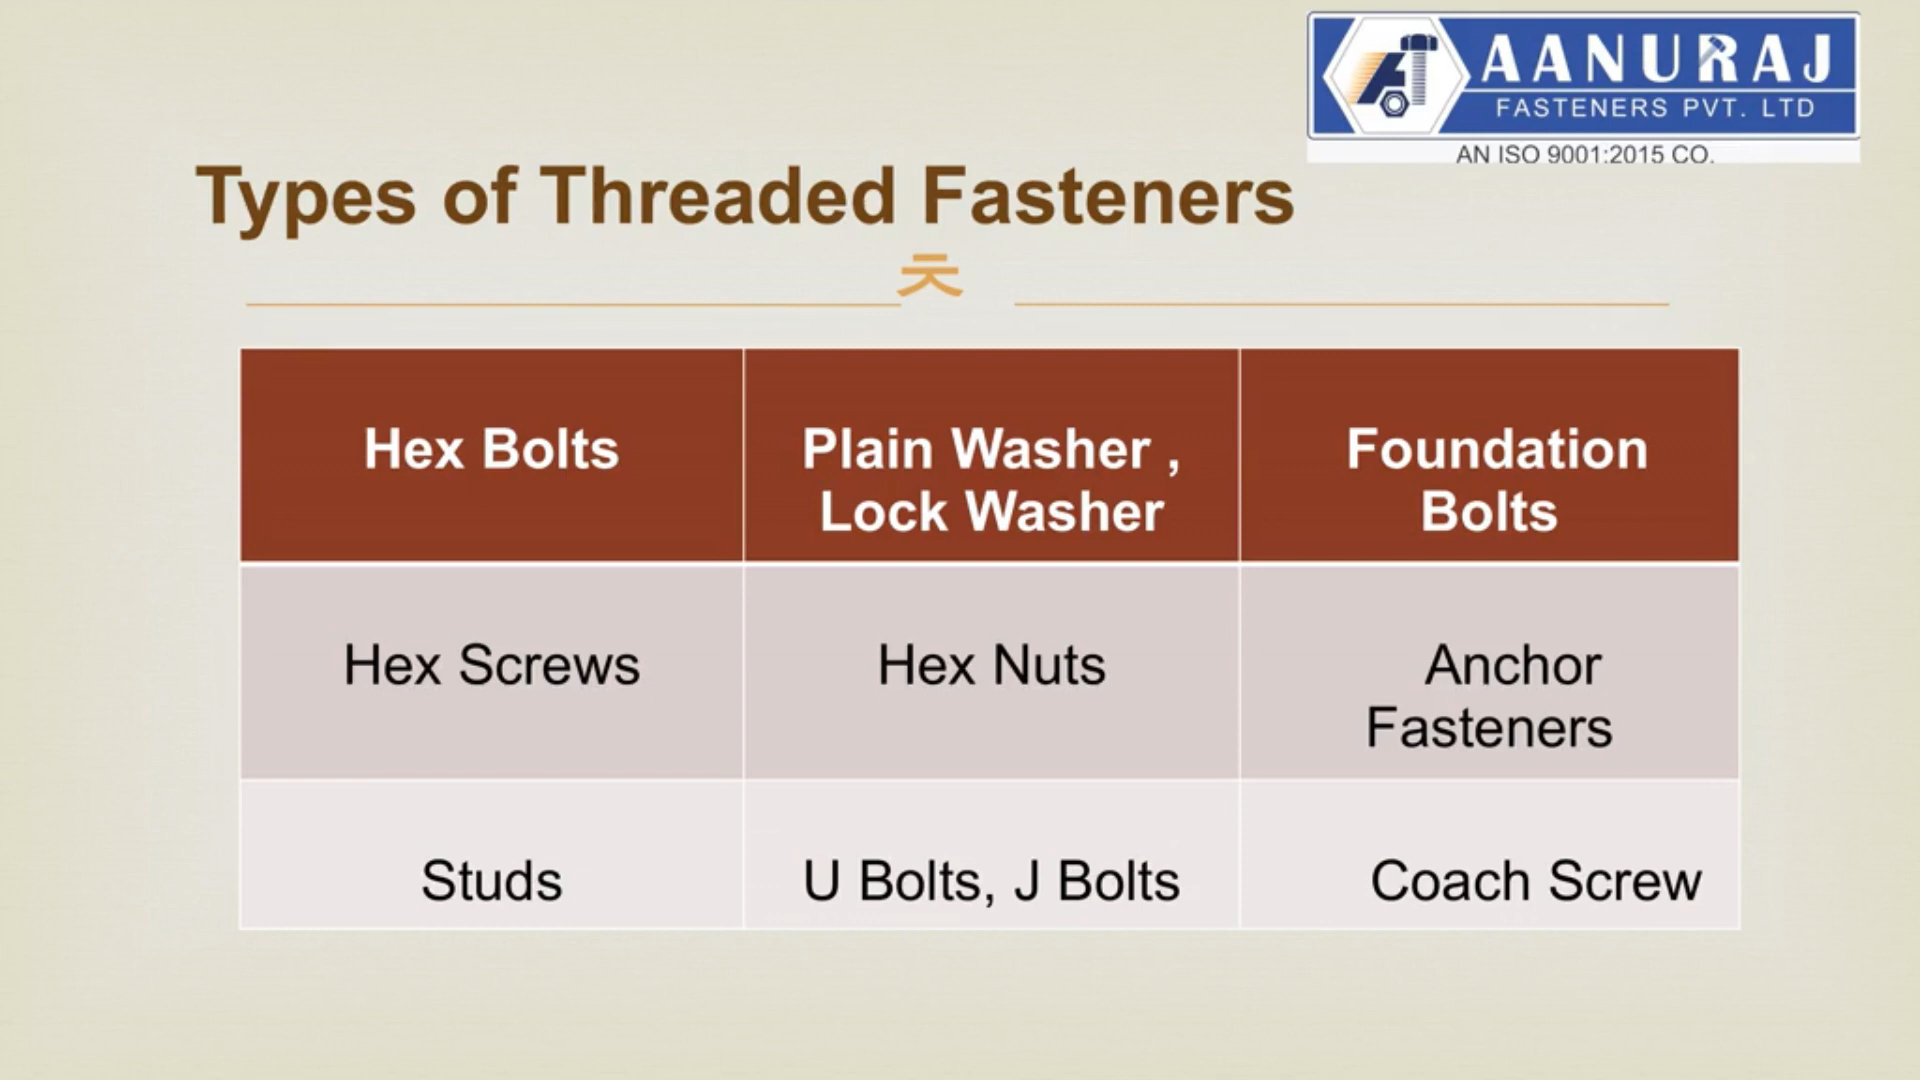 AANURAJ
FASTENERS PVT. LTD
AN ISO 9001:2015 CO.
Types of Threaded Fasteners
Hex Bolts
Plain Washer ,
Lock Washer
Foundation
Bolts
Hex Screws
Hex Nuts
Anchor
Fasteners
Studs
U Bolts, J Bolts
Coach Screw